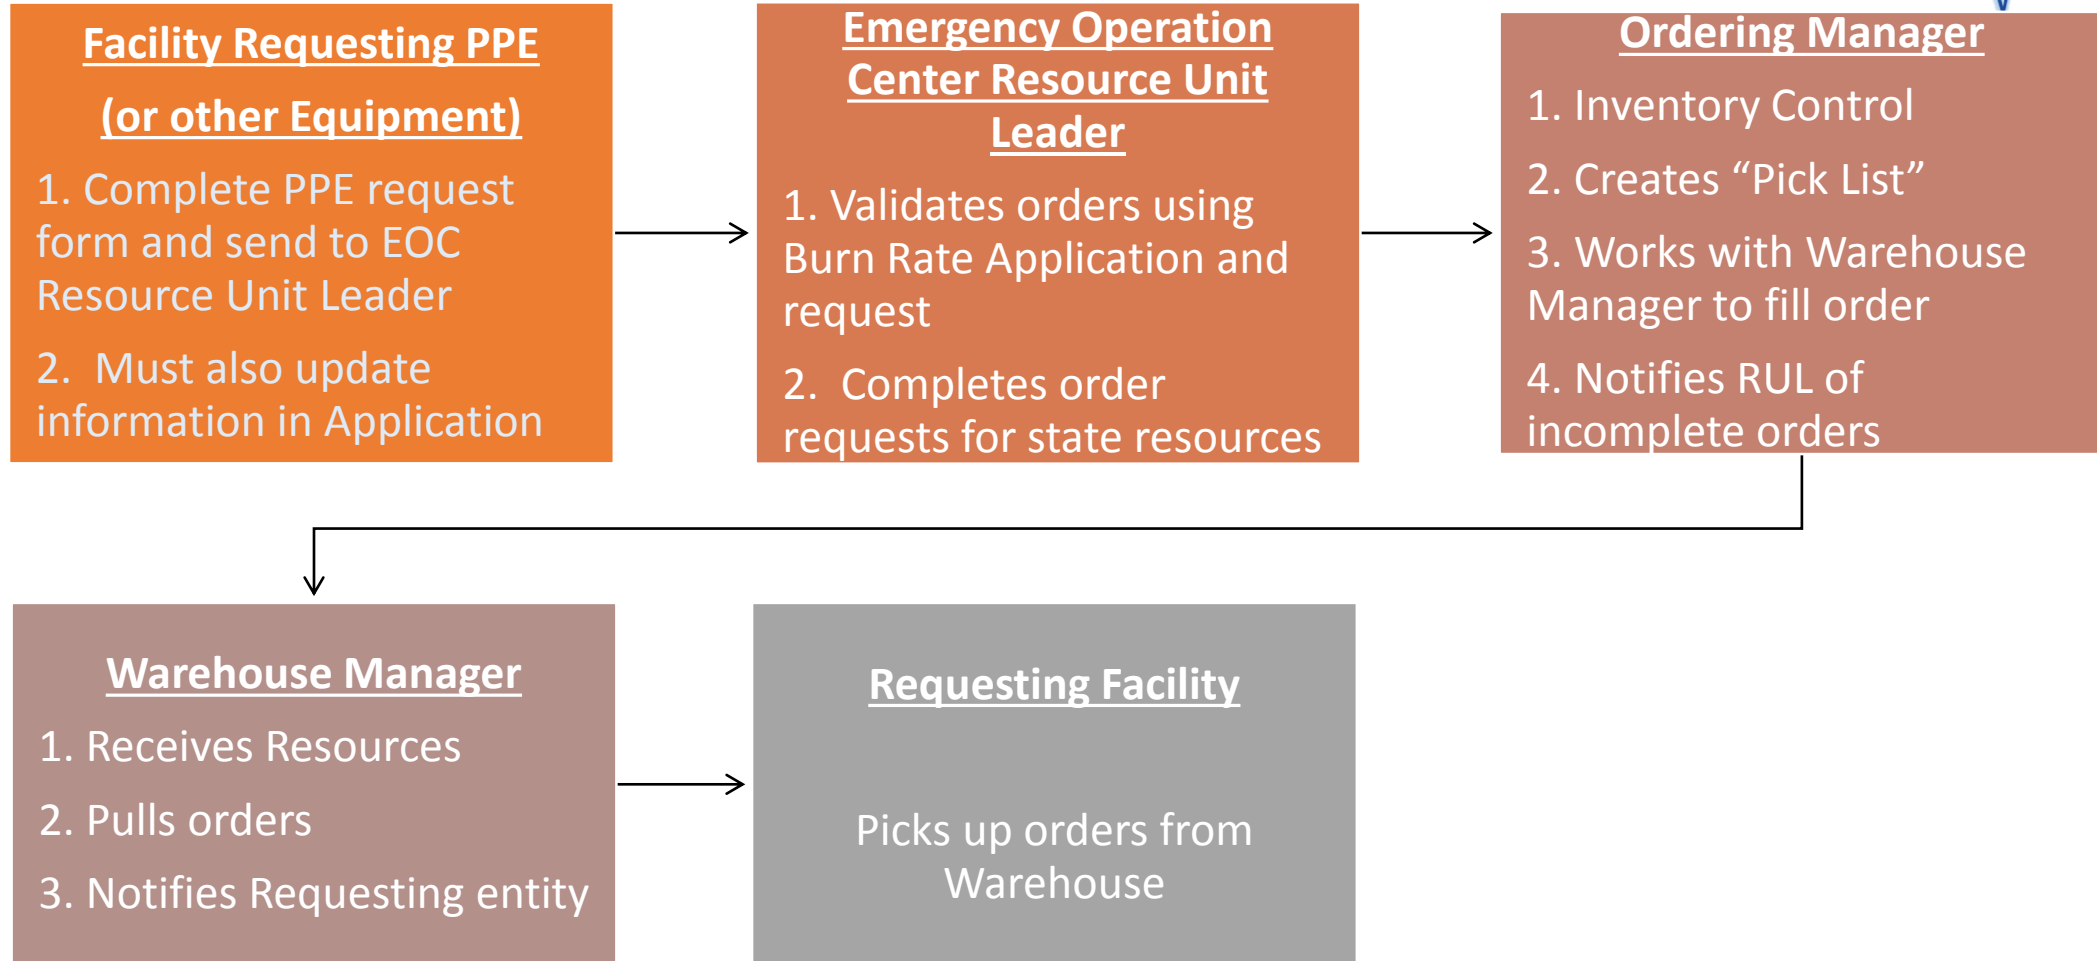 Facility Requesting PPE
(or other Equipment)
1. Complete PPE request
form and send to EOC
Resource Unit Leader
2.  Must also update
information in Application
Emergency Operation
Center Resource Unit
Leader
1. Validates orders using
Burn Rate Application and
request
2.  Completes order
requests for state resources
Ordering Manager
1. Inventory Control
2. Creates “Pick List”
3. Works with Warehouse
Manager to fill order
4. Notifies RUL of
incomplete orders
Warehouse Manager
1. Receives Resources
2. Pulls orders
3. Notifies Requesting entity
Requesting Facility
Picks up orders from
Warehouse